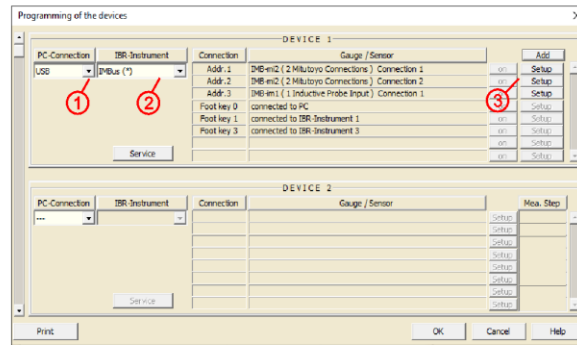 Programming of the devices
DEVICE 1
PC-Connection IBR-Instrument Connection Gauge / Sensor Add
USB IMBus (*) Addr.1 IMB-mi2 ( 2 Mitutoyo Connections ) Connection 1 on Setup
Addr.2 IMB-mi2 ( 2 Mitutoyo Connections ) Connection 2 on Setup
Addr.3 IMB-im1 ( 1 Inductive Probe Input ) Connection 1 on Setup
1 2 3
Foot key 0 connected to PC on Setup
Foot key 1 connected to IBR-Instrument 1 on Setup
Foot key 3 connected to IBR-Instrument 3 on Setup
Service on Setup
on Setup
DEVICE 2
PC-Connection IBR-Instrument Connection Gauge / Sensor Mea. Step
--- Setup
Setup
Setup
Setup
Setup
Setup
Service Setup
Setup
Print OK Cancel Help